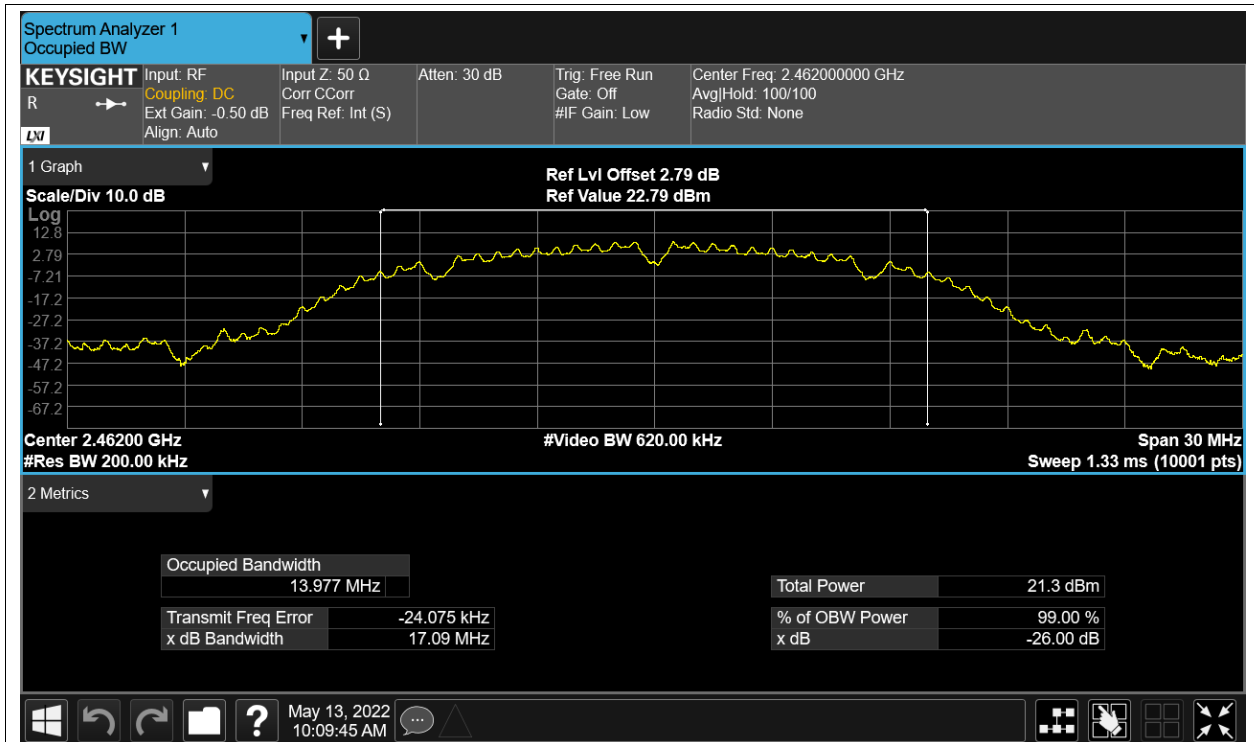 Spectrum Analyzer 1
Occupied BW
KEYSIGHT
R
LXI
Input: RF
Coupling: DC
Ext Gain: -0.50 dB
Align: Auto
Input Z: 50 Ω
Corr CCorr
Freq Ref: Int (S)
Atten: 30 dB
Trig: Free Run
Gate: Off
#IF Gain: Low
Center Freq: 2.462000000 GHz
Avg|Hold: 100/100
Radio Std: None
1 Graph
Scale/Div 10.0 dB
Ref Lvl Offset 2.79 dB
Ref Value 22.79 dBm
Log
12.8
2.79
-7.21
-17.2
-27.2
-37.2
-47.2
-57.2
-67.2
Center 2.46200 GHz
#Res BW 200.00 kHz
#Video BW 620.00 kHz
Span 30 MHz
Sweep 1.33 ms (10001 pts)
2 Metrics
Occupied Bandwidth
13.977 MHz
Transmit Freq Error -24.075 kHz
x dB Bandwidth 17.09 MHz
Total Power 21.3 dBm
% of OBW Power 99.00 %
x dB -26.00 dB
?
May 13, 2022
10:09:45 AM